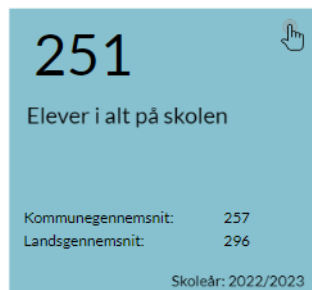 251
Elever i alt på skolen
Kommunegennemsnit: 257
Landsgennemsnit: 296
Skoleår: 2022/2023